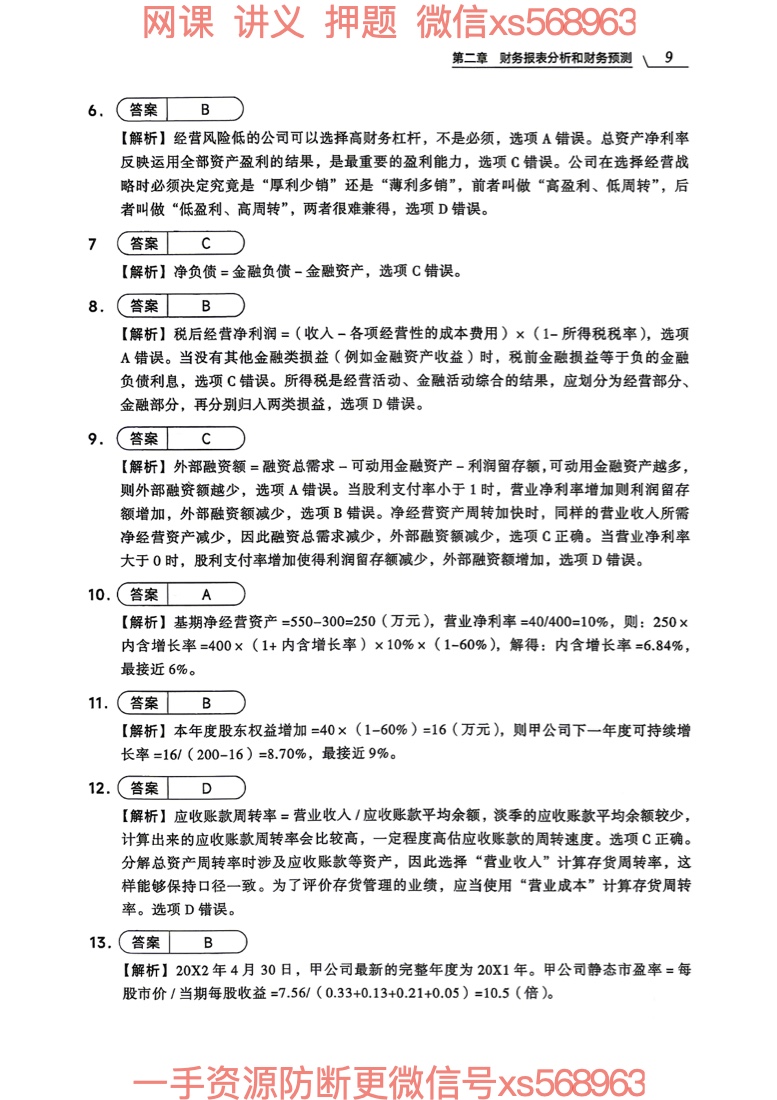 网课 讲义 押题 微信xs568963
第二章 财务报表分析和财务预测 9
6. 答案 B
【解析】经营风险低的公司可以选择高财务杠杆，不是必须，选项 A 错误。总资产净利率
反映运用全部资产盈利的结果，是最重要的盈利能力，选项 C 错误。公司在选择经营战
略时必须决定究竟是“厚利少销”还是“薄利多销”，前者叫做“高盈利、低周转”，后
者叫做“低盈利、高周转”，两者很难兼得，选项 D 错误。
7 答案 C
【解析】净负债 = 金融负债 – 金融资产，选项 C 错误。
8. 答案 B
【解析】税后经营净利润 =（收入 – 各项经营性的成本费用）×（1– 所得税税率），选项
A 错误。当没有其他金融类损益（例如金融资产收益）时，税前金融损益等于负的金融
负债利息，选项 C 错误。所得税是经营活动、金融活动综合的结果，应划分为经营部分、
金融部分，再分别归入两类损益，选项 D 错误。
9. 答案 C
【解析】外部融资额 = 融资总需求 – 可动用金融资产 – 利润留存额，可动用金融资产越多，
则外部融资额越少，选项 A 错误。当股利支付率小于 1 时，营业净利率增加则利润留存
额增加，外部融资额减少，选项 B 错误。净经营资产周转加快时，同样的营业收入所需
净经营资产减少，因此融资总需求减少，外部融资额减少，选项 C 正确。当营业净利率
大于 0 时，股利支付率增加使得利润留存额减少，外部融资额增加，选项 D 错误。
10. 答案 A
【解析】基期净经营资产 =550–300=250（万元），营业净利率 =40/400=10%，则：250 ×
内含增长率 =400 ×（1+ 内含增长率）×10%×（1–60%），解得：内含增长率 =6.84%，
最接近 6%。
11. 答案 B
【解析】本年度股东权益增加 =40×（1–60%）=16（万元），则甲公司下一年度可持续增
长率 =16/（200–16）=8.70%，最接近 9%。
12. 答案 D
【解析】应收账款周转率 = 营业收入 / 应收账款平均余额，淡季的应收账款平均余额较少，
计算出来的应收账款周转率会比较高，一定程度高估应收账款的周转速度。选项 C 正确。
分解总资产周转率时涉及应收账款等资产，因此选择“营业收入”计算存货周转率，这
样能够保持口径一致。为了评价存货管理的业绩，应当使用“营业成本”计算存货周转
率。选项 D 错误。
13. 答案 B
【解析】20X2 年 4 月 30 日，甲公司最新的完整年度为 20X1 年。甲公司静态市盈率 = 每
股市价 / 当期每股收益 =7.56/（0.33+0.13+0.21+0.05）=10.5（倍）。
一手资源防断更微信号xs568963